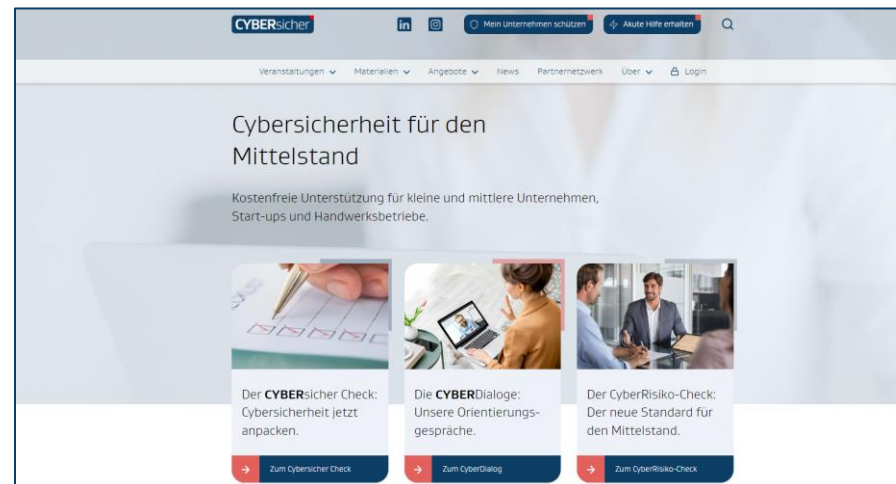 CYBERsicher
Mein Unternehmen schützen
Akute Hilfe erhalten
Veranstaltungen
Materialien
Angebote
News
Partnernetzwerk
Über
Login
Cybersicherheit für den
Mittelstand
Kostenfreie Unterstützung für kleine und mittlere Unternehmen,
Start-ups und Handwerksbetriebe.
Der CYBERsicher Check:
Cybersicherheit jetzt
anpacken.
Zum Cybersicher Check
Die CYBERDialoge:
Unsere Orientierungs-
gespräche.
Zum CyberDialog
Der CyberRisiko-Check:
Der neue Standard für
den Mittelstand.
Zum CyberRisiko-Check